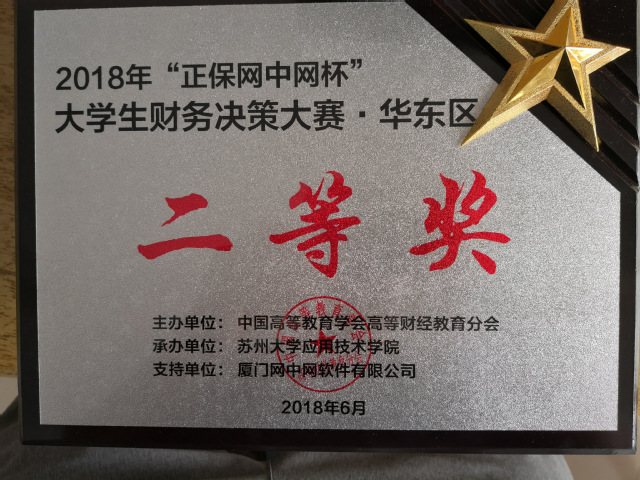 2018年“正保网中网杯”
大学生财务决策大赛·华东区
二等奖
主办单位： 中国高等教育学会高等财经教育分会
承办单位： 苏州大学应用技术学院
支持单位： 厦门网中网软件有限公司
2018年6月